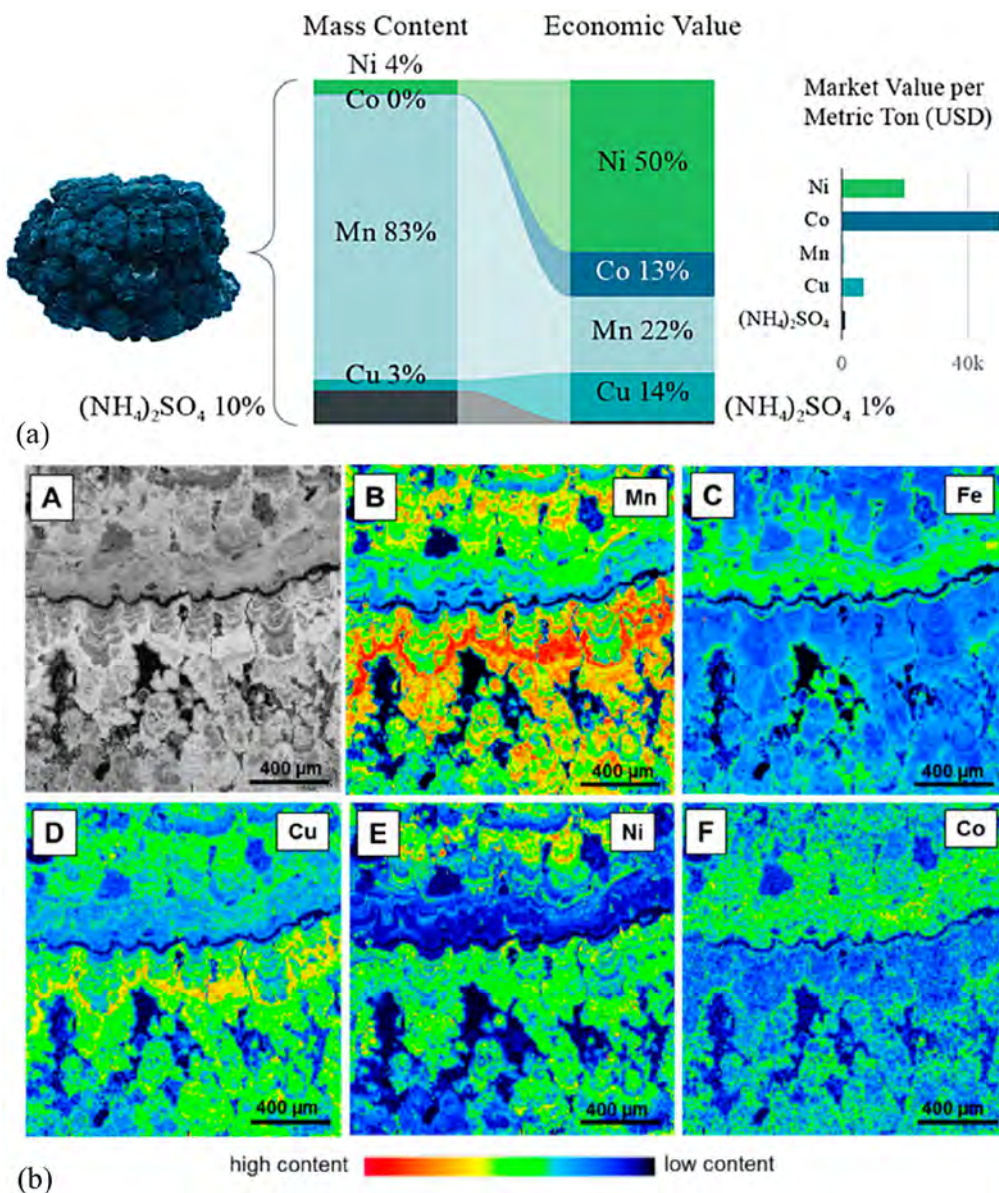 Mass Content
Economic Value
Ni 4%
Co 0%
Mn 83%
Cu 3%
(NH₄)₂SO₄ 10%
Ni 50%
Co 13%
Mn 22%
Cu 14%
(NH₄)₂SO₄ 1%
Market Value per
Metric Ton (USD)
Ni
Co
Mn
Cu
(NH₄)₂SO₄
0
40k
(a)
A
400 µm
B
Mn
400 µm
C
Fe
400 µm
D
Cu
400 µm
E
Ni
400 µm
F
Co
400 µm
(b)
high content
low content